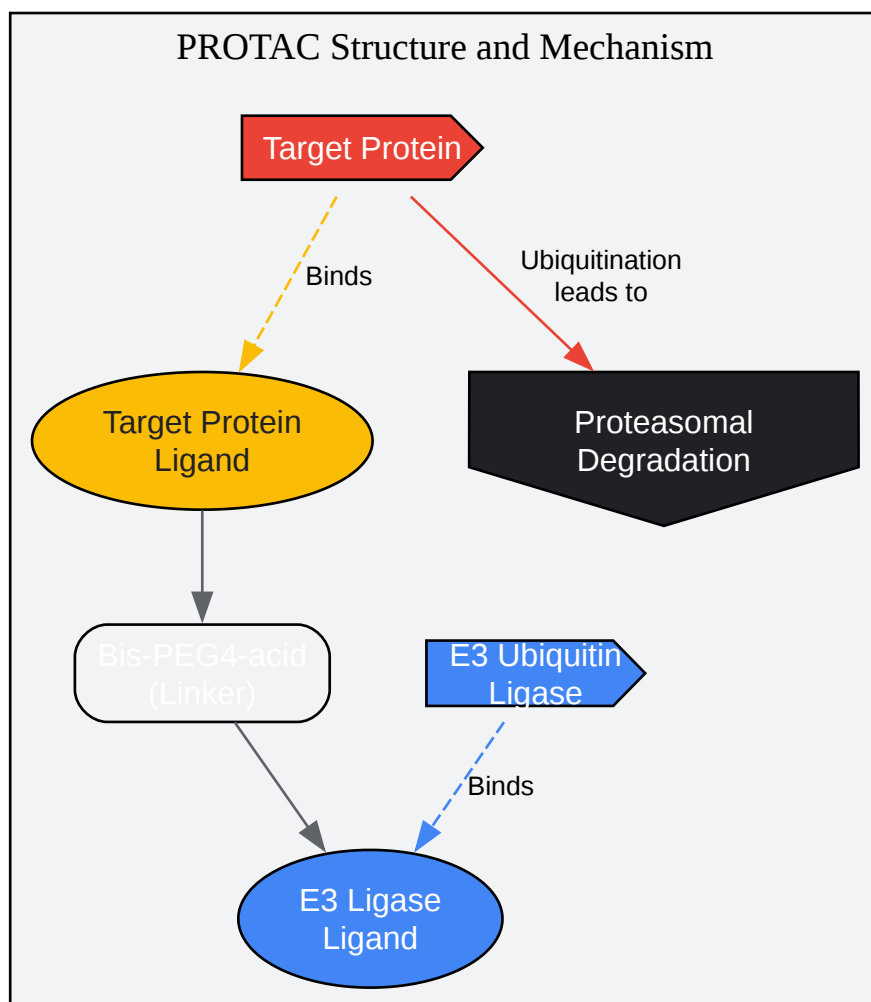 PROTAC Structure and Mechanism
Target Protein
Binds
Ubiquitination
leads to
Target Protein
Ligand
Proteasomal
Degradation
Bis-PEG4-acid
(Linker)
E3 Ubiquitin
Ligase
Binds
E3 Ligase
Ligand